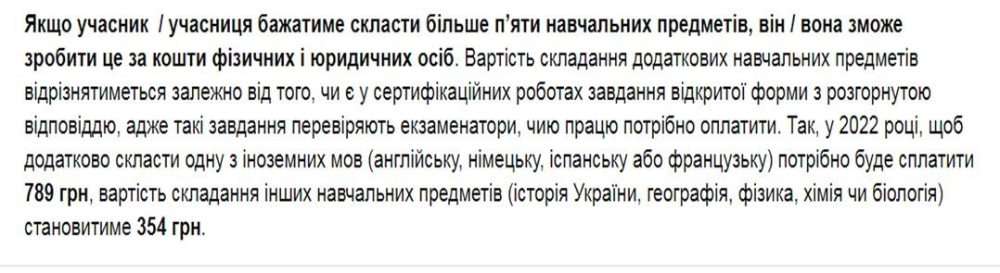 Якщо учасник / учасниця бажатиме скласти більше п’яти навчальних предметів, він / вона зможе
зробити це за кошти фізичних і юридичних осіб. Вартість складання додаткових навчальних предметів
відрізнятиметься залежно від того, чи є у сертифікаційних роботах завдання відкритої форми з розгорнутою
відповіддю, адже такі завдання перевіряють екзаменатори, чию працю потрібно оплатити. Так, у 2022 році, щоб
додатково скласти одну з іноземних мов (англійську, німецьку, іспанську або французьку) потрібно буде сплатити
789 грн, вартість складання інших навчальних предметів (історія України, географія, фізика, хімія чи біологія)
становитиме 354 грн.